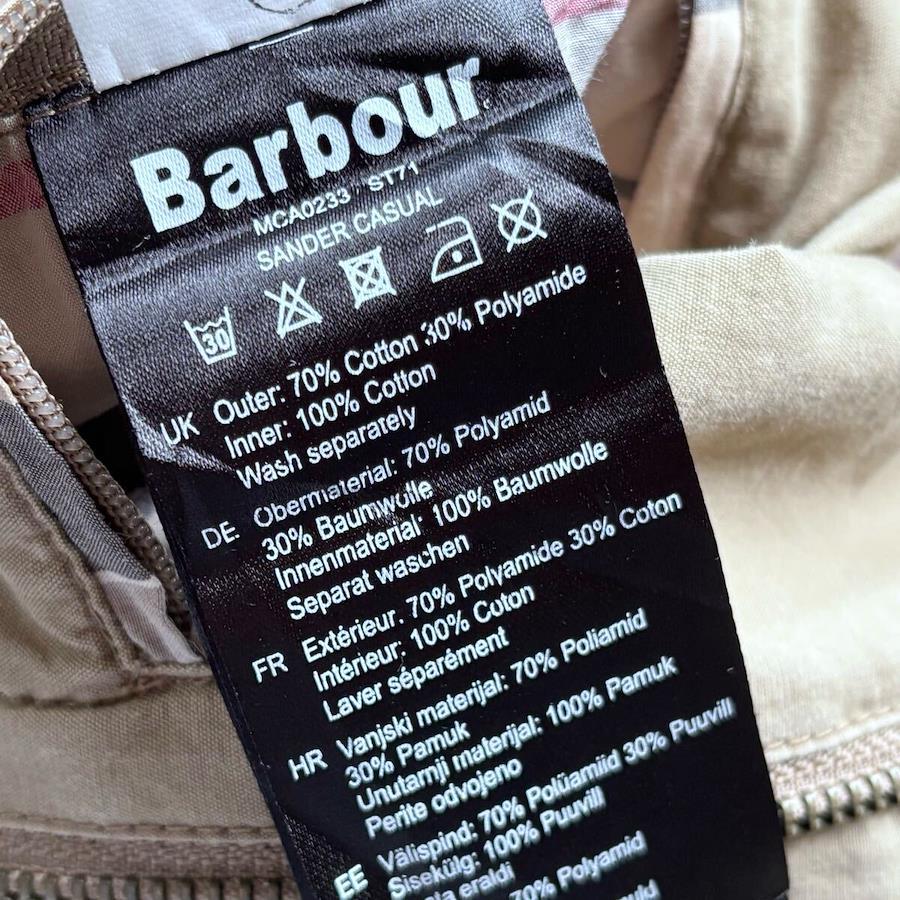 Barbour
MCA0233 ST71
SANDER CASUAL
30
UK Outer: 70% Cotton 30% Polyamide
Inner: 100% Cotton
Wash separately
DE Obermaterial: 70% Polyamid
30% Baumwolle
Innenmaterial: 100% Baumwolle
Separat waschen
FR Extérieur. 70% Polyamide 30% Coton
Intérieur: 100% Coton
Laver séparément
HR Vanjski materijal: 70% Poliamid
30% Pamuk
Unutarnji materijal: 100% Pamuk
Perite odvojeno
EE Välispind: 70% Polüamiid 30% Puuvill
Sisekülg: 100% Puuvill
eraldi
70% Polyamid